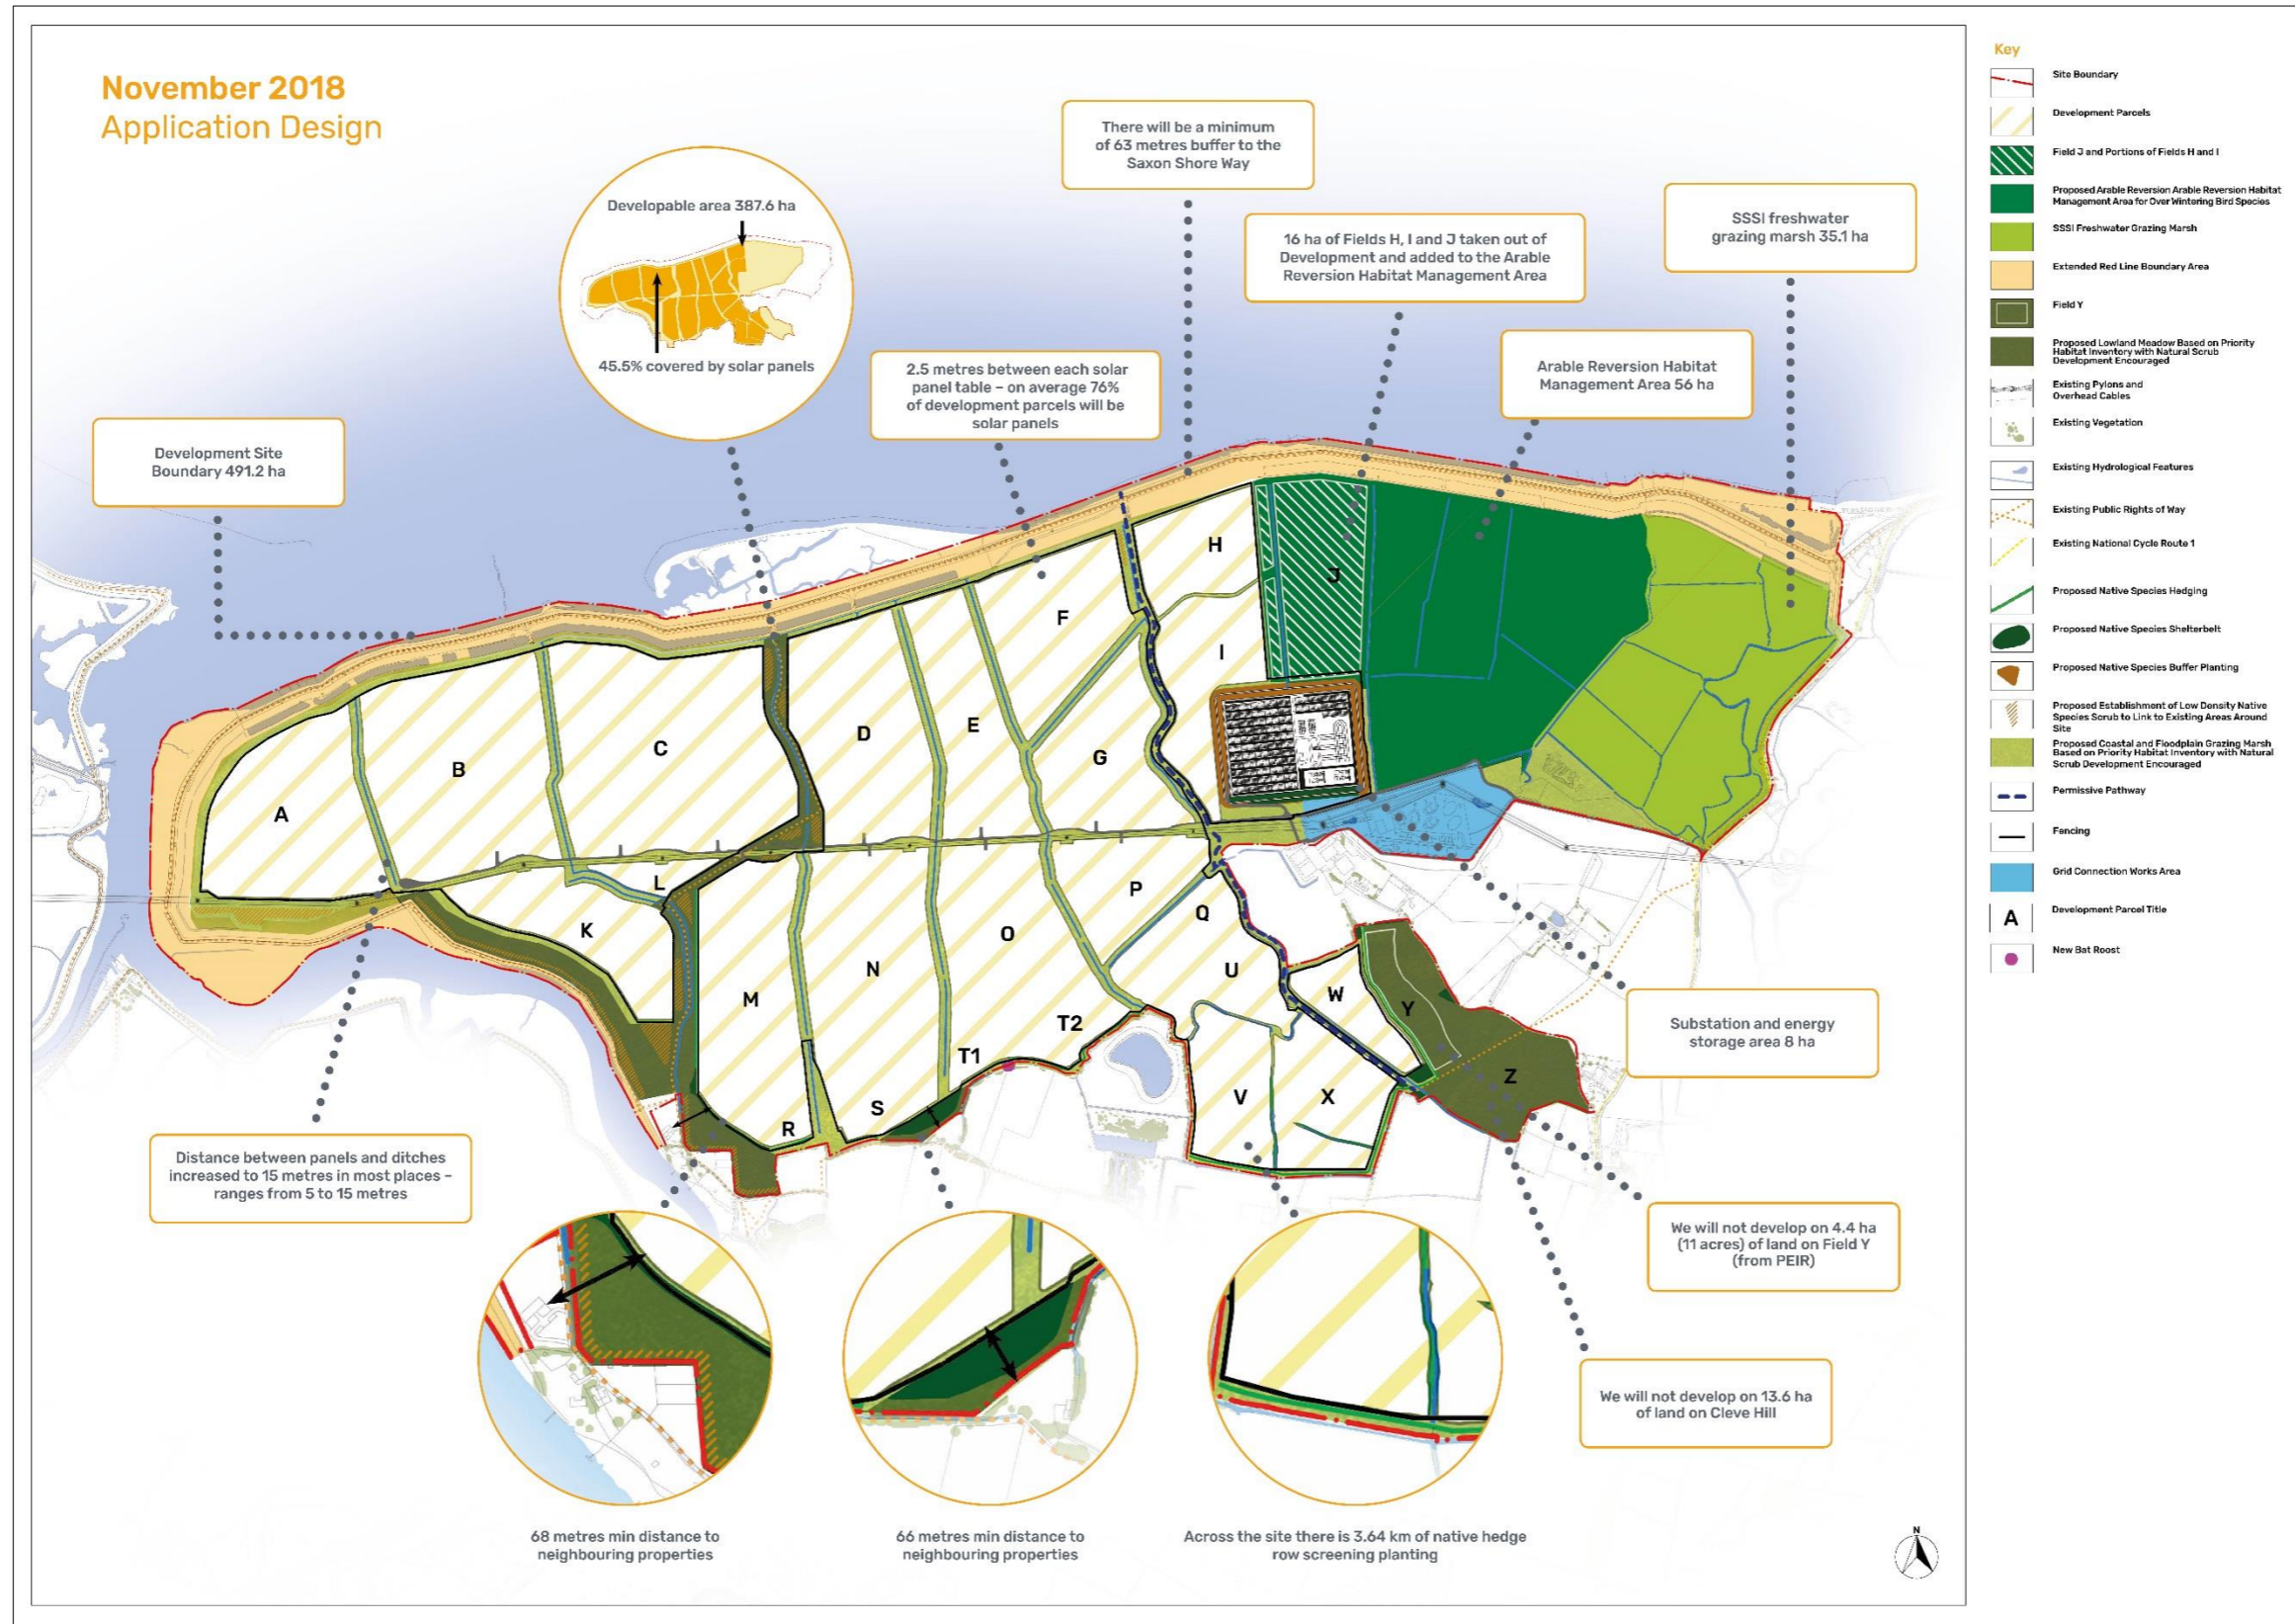 November 2018
Application Design
Developable area 387.6 ha
45.5% covered by solar panels
There will be a minimum
of 63 metres buffer to the
Saxon Shore Way
16 ha of Fields H, I and J taken out of
Development and added to the Arable
Reversion Habitat Management Area
SSSI freshwater
grazing marsh 35.1 ha
2.5 metres between each solar
panel table – on average 76%
of development parcels will be
solar panels
Arable Reversion Habitat
Management Area 56 ha
Development Site
Boundary 491.2 ha
A
B
C
D
E
F
G
H
I
J
K
L
M
N
O
P
Q
R
S
T1
T2
U
V
W
X
Y
Z
Substation and energy
storage area 8 ha
Distance between panels and ditches
increased to 15 metres in most places –
ranges from 5 to 15 metres
We will not develop on 4.4 ha
(11 acres) of land on Field Y
(from PEIR)
We will not develop on 13.6 ha
of land on Cleve Hill
68 metres min distance to
neighbouring properties
66 metres min distance to
neighbouring properties
Across the site there is 3.64 km of native hedge
row screening planting
N
Key
Site Boundary
Development Parcels
Field J and Portions of Fields H and I
Proposed Arable Reversion Arable Reversion Habitat
Management Area for Over Wintering Bird Species
SSSI Freshwater Grazing Marsh
Extended Red Line Boundary Area
Field Y
Proposed Lowland Meadow Based on Priority
Habitat Inventory with Natural Scrub
Development Encouraged
Existing Pylons and
Overhead Cables
Existing Vegetation
Existing Hydrological Features
Existing Public Rights of Way
Existing National Cycle Route 1
Proposed Native Species Hedging
Proposed Native Species Shelterbelt
Proposed Native Species Buffer Planting
Proposed Establishment of Low Density Native
Species Scrub to Link to Existing Areas Around
Site
Proposed Coastal and Floodplain Grazing Marsh
Based on Priority Habitat Inventory with Natural
Scrub Development Encouraged
Permissive Pathway
Fencing
Grid Connection Works Area
A
Development Parcel Title
New Bat Roost